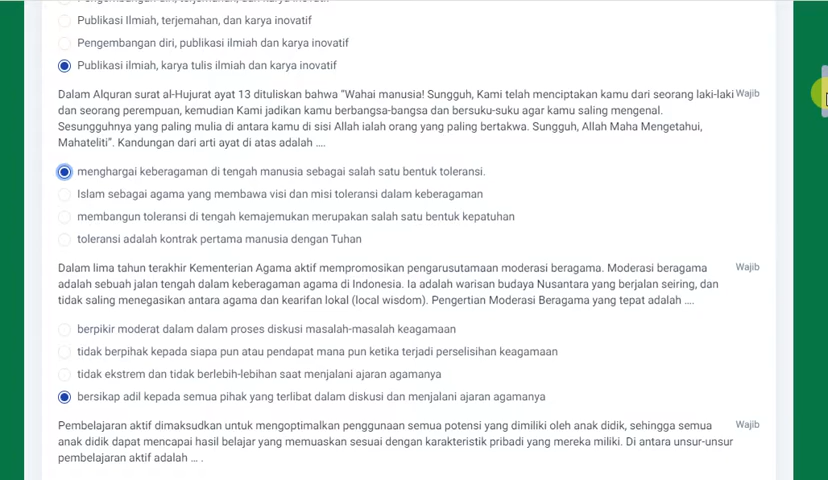 Publikasi Ilmiah, terjemahan, dan karya inovatif
Pengembangan diri, publikasi ilmiah dan karya inovatif
Publikasi ilmiah, karya tulis ilmiah dan karya inovatif
Dalam Alquran surat al-Hujurat ayat 13 dituliskan bahwa “Wahai manusia! Sungguh, Kami telah menciptakan kamu dari seorang laki-laki Wajib
dan seorang perempuan, kemudian Kami jadikan kamu berbangsa-bangsa dan bersuku-suku agar kamu saling mengenal.
Sesungguhnya yang paling mulia di antara kamu di sisi Allah ialah orang yang paling bertakwa. Sungguh, Allah Maha Mengetahui,
Mahateliti”. Kandungan dari arti ayat di atas adalah ....
menghargai keberagaman di tengah manusia sebagai salah satu bentuk toleransi.
Islam sebagai agama yang membawa visi dan misi toleransi dalam keberagaman
membangun toleransi di tengah kemajemukan merupakan salah satu bentuk kepatuhan
toleransi adalah kontrak pertama manusia dengan Tuhan
Dalam lima tahun terakhir Kementerian Agama aktif mempromosikan pengarusutamaan moderasi beragama. Moderasi beragama Wajib
adalah sebuah jalan tengah dalam keberagaman agama di Indonesia. Ia adalah warisan budaya Nusantara yang berjalan seiring, dan
tidak saling menegasikan antara agama dan kearifan lokal (local wisdom). Pengertian Moderasi Beragama yang tepat adalah ....
berpikir moderat dalam dalam proses diskusi masalah-masalah keagamaan
tidak berpihak kepada siapa pun atau pendapat mana pun ketika terjadi perselisihan keagamaan
tidak ekstrem dan tidak berlebih-lebihan saat menjalani ajaran agamanya
bersikap adil kepada semua pihak yang terlibat dalam diskusi dan menjalani ajaran agamanya
Pembelajaran aktif dimaksudkan untuk mengoptimalkan penggunaan semua potensi yang dimiliki oleh anak didik, sehingga semua Wajib
anak didik dapat mencapai hasil belajar yang memuaskan sesuai dengan karakteristik pribadi yang mereka miliki. Di antara unsur-unsur
pembelajaran aktif adalah ... .